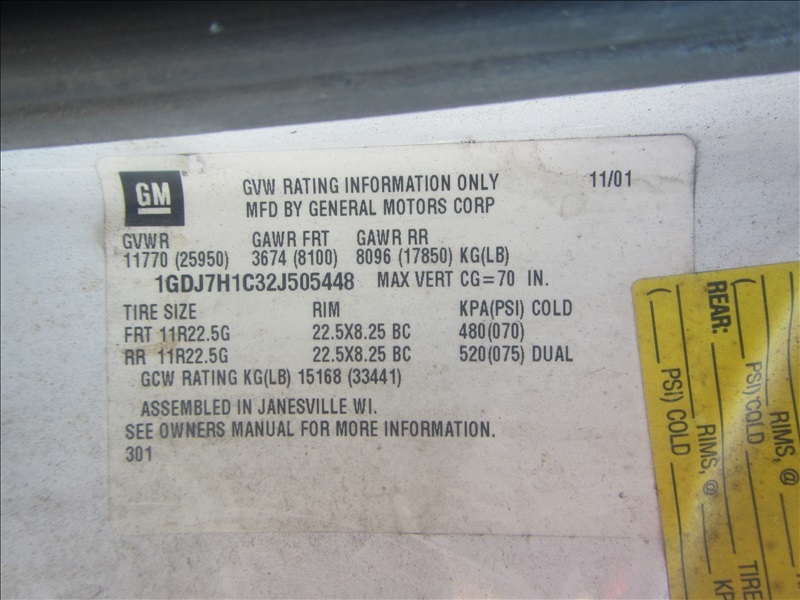 GM
GVW RATING INFORMATION ONLY 11/01
MFD BY GENERAL MOTORS CORP
GVWR GAWR FRT GAWR RR
11770 (25950) 3674 (8100) 8096 (17850) KG(LB)
1GDJ7H1C32J505448 MAX VERT CG=70 IN.
TIRE SIZE RIM KPA(PSI) COLD
FRT 11R22.5G 22.5X8.25 BC 480(070)
RR 11R22.5G 22.5X8.25 BC 520(075) DUAL
GCW RATING KG(LB) 15168 (33441)
ASSEMBLED IN JANESVILLE WI.
SEE OWNERS MANUAL FOR MORE INFORMATION.
301
REAR:
RIMS, @
( PSI) COLD
TIRE
RIMS, @
( PSI) COLD
KP